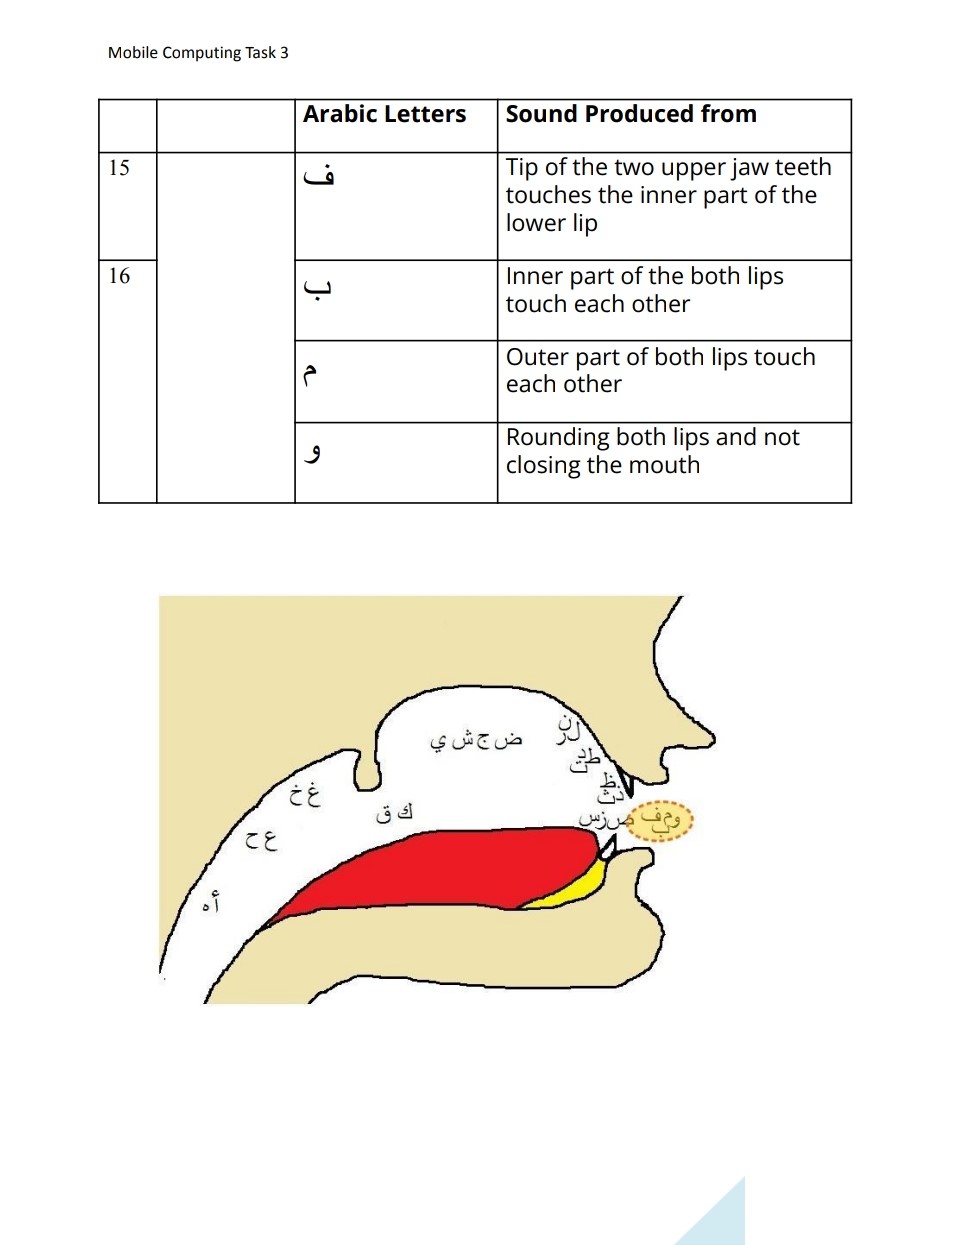 Mobile Computing Task 3
Arabic Letters
Sound Produced from
15
ف
Tip of the two upper jaw teeth
touches the inner part of the
lower lip
16
ب
Inner part of the both lips
touch each other
م
Outer part of both lips touch
each other
و
Rounding both lips and not
closing the mouth
ن
ل ر
ض ج ش ي
ط د
ت
ظ
ذ ث
غ خ
ك ق
ص ز س
و م ف
ب
ع ح
أ ه